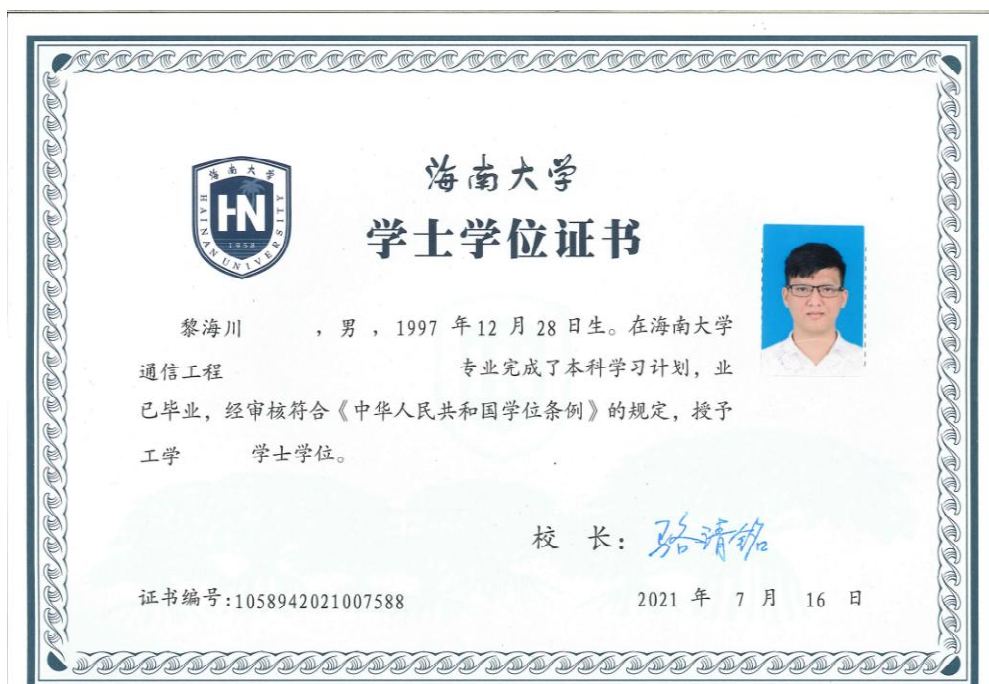 海南大学
HAINAN UNIVERSITY
HN
1958
海南大学
学士学位证书
黎海川 , 男 , 1997 年 12 月 28 日生。在海南大学
通信工程 专业完成了本科学习计划, 业
已毕业, 经审核符合《中华人民共和国学位条例》的规定, 授予
工学 学士学位。
校 长: 骆清铭
证书编号:1058942021007588
2021 年 7 月 16 日